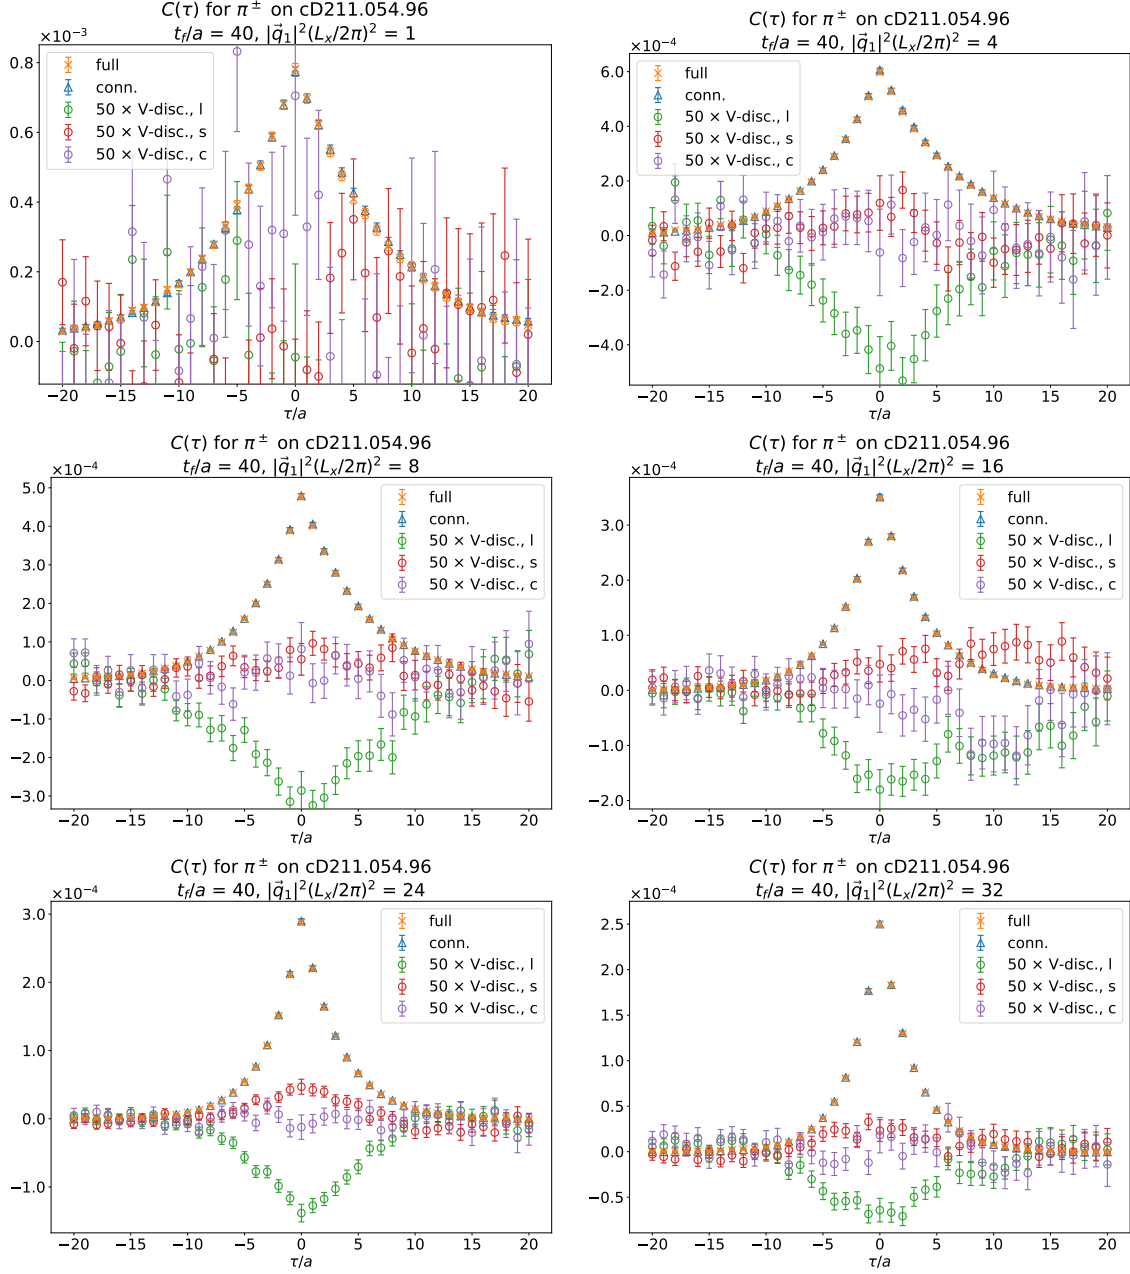 C(τ) for π± on cD211.054.96
t_f/a = 40, |q⃗₁|²(Lₓ/2π)² = 1
×10⁻³
0.8
0.6
0.4
0.2
0.0
full
conn.
50 × V-disc., l
50 × V-disc., s
50 × V-disc., c
−20 −15 −10 −5 0 5 10 15 20
τ/a
C(τ) for π± on cD211.054.96
t_f/a = 40, |q⃗₁|²(Lₓ/2π)² = 4
×10⁻⁴
6.0
4.0
2.0
0.0
−2.0
−4.0
full
conn.
50 × V-disc., l
50 × V-disc., s
50 × V-disc., c
−20 −15 −10 −5 0 5 10 15 20
τ/a
C(τ) for π± on cD211.054.96
t_f/a = 40, |q⃗₁|²(Lₓ/2π)² = 8
×10⁻⁴
5.0
4.0
3.0
2.0
1.0
0.0
−1.0
−2.0
−3.0
full
conn.
50 × V-disc., l
50 × V-disc., s
50 × V-disc., c
−20 −15 −10 −5 0 5 10 15 20
τ/a
C(τ) for π± on cD211.054.96
t_f/a = 40, |q⃗₁|²(Lₓ/2π)² = 16
×10⁻⁴
3.0
2.0
1.0
0.0
−1.0
−2.0
full
conn.
50 × V-disc., l
50 × V-disc., s
50 × V-disc., c
−20 −15 −10 −5 0 5 10 15 20
τ/a
C(τ) for π± on cD211.054.96
t_f/a = 40, |q⃗₁|²(Lₓ/2π)² = 24
×10⁻⁴
3.0
2.0
1.0
0.0
−1.0
full
conn.
50 × V-disc., l
50 × V-disc., s
50 × V-disc., c
−20 −15 −10 −5 0 5 10 15 20
τ/a
C(τ) for π± on cD211.054.96
t_f/a = 40, |q⃗₁|²(Lₓ/2π)² = 32
×10⁻⁴
2.5
2.0
1.5
1.0
0.5
0.0
−0.5
full
conn.
50 × V-disc., l
50 × V-disc., s
50 × V-disc., c
−20 −15 −10 −5 0 5 10 15 20
τ/a